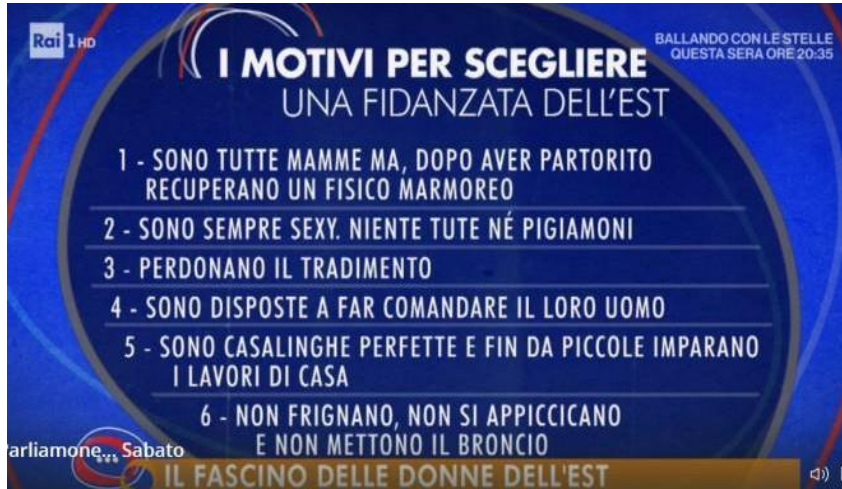 Rai 1 HD
BALLANDO CON LE STELLE
QUESTA SERA ORE 20:35
I MOTIVI PER SCEGLIERE
UNA FIDANZATA DELL'EST
1 - SONO TUTTE MAMME MA, DOPO AVER PARTORITO
RECUPERANO UN FISICO MARMOREO
2 - SONO SEMPRE SEXY. NIENTE TUTE NÉ PIGIAMONI
3 - PERDONANO IL TRADIMENTO
4 - SONO DISPOSTE A FAR COMANDARE IL LORO UOMO
5 - SONO CASALINGHE PERFETTE E FIN DA PICCOLE IMPARANO
I LAVORI DI CASA
6 - NON FRIGNANO, NON SI APPICCICANO
E NON METTONO IL BRONCIO
arliamone... Sabato
IL FASCINO DELLE DONNE DELL'EST